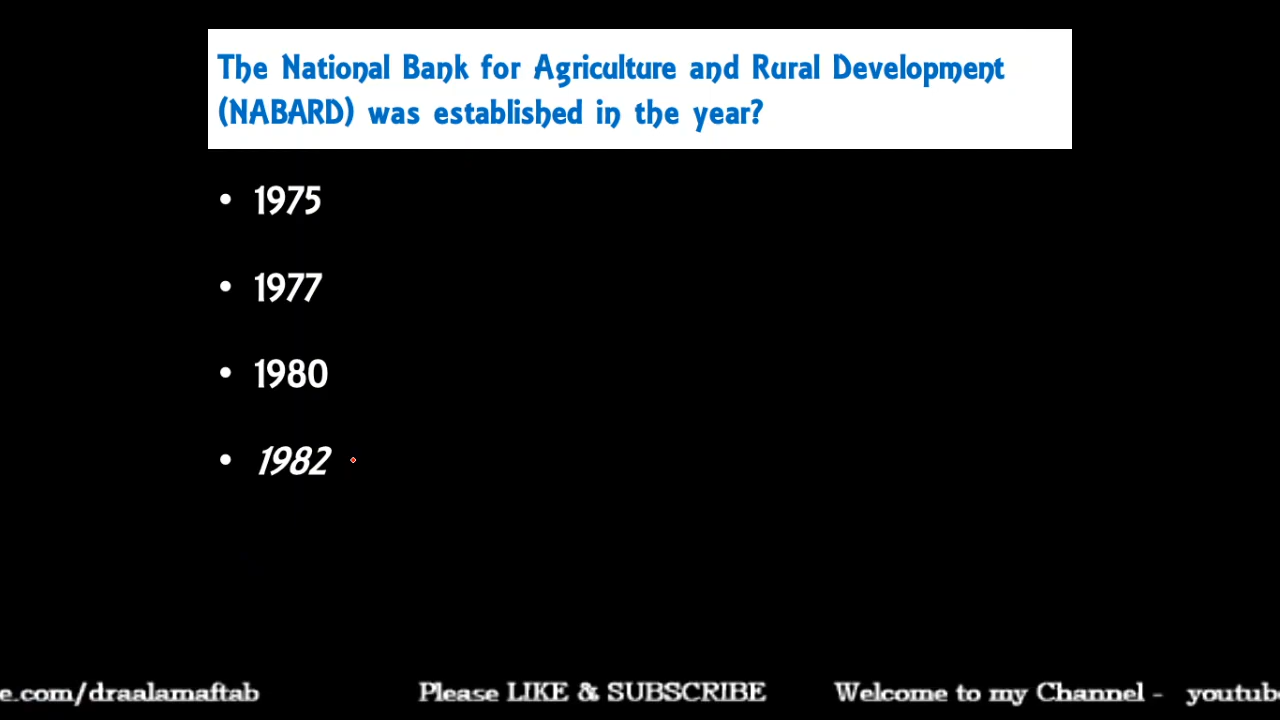 The National Bank for Agriculture and Rural Development
(NABARD) was established in the year?
• 1975
• 1977
• 1980
• 1982
e.com/draalamaftab Please LIKE & SUBSCRIBE Welcome to my Channel - youtub